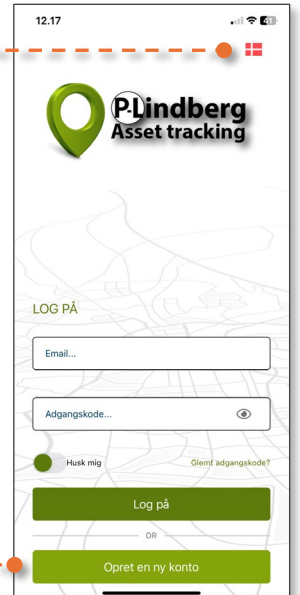 12.17
41
P.Lindberg
Asset tracking
LOG PÅ
Email...
Adgangskode...
Husk mig
Glemt adgangskode?
Log på
OR
Opret en ny konto